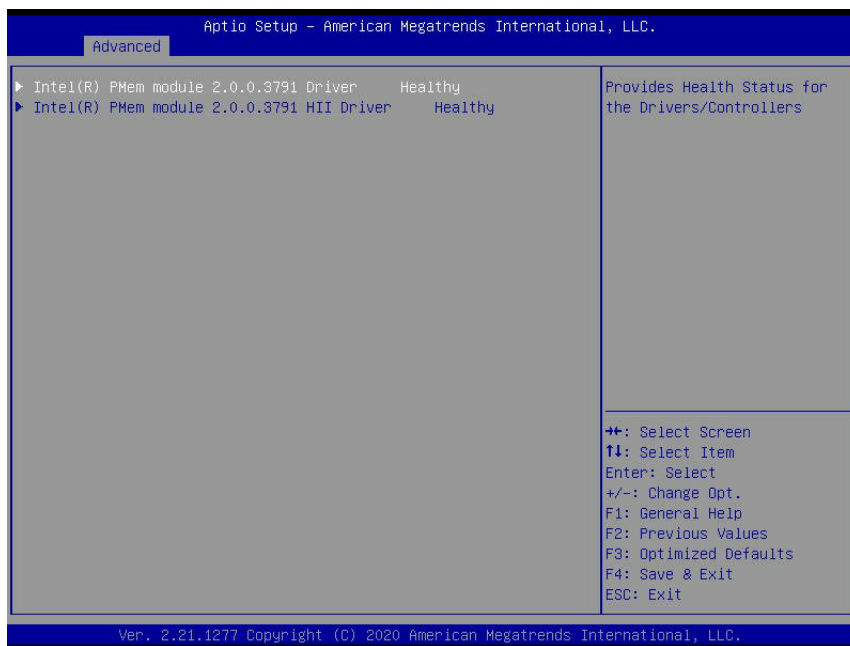 Aptio Setup – American Megatrends International, LLC.
Advanced
Intel(R) PMem module 2.0.0.3791 Driver Healthy
Intel(R) PMem module 2.0.0.3791 HII Driver Healthy
Provides Health Status for
the Drivers/Controllers
→←: Select Screen
↑↓: Select Item
Enter: Select
+/-: Change Opt.
F1: General Help
F2: Previous Values
F3: Optimized Defaults
F4: Save & Exit
ESC: Exit
Ver. 2.21.1277 Copyright (C) 2020 American Megatrends International, LLC.